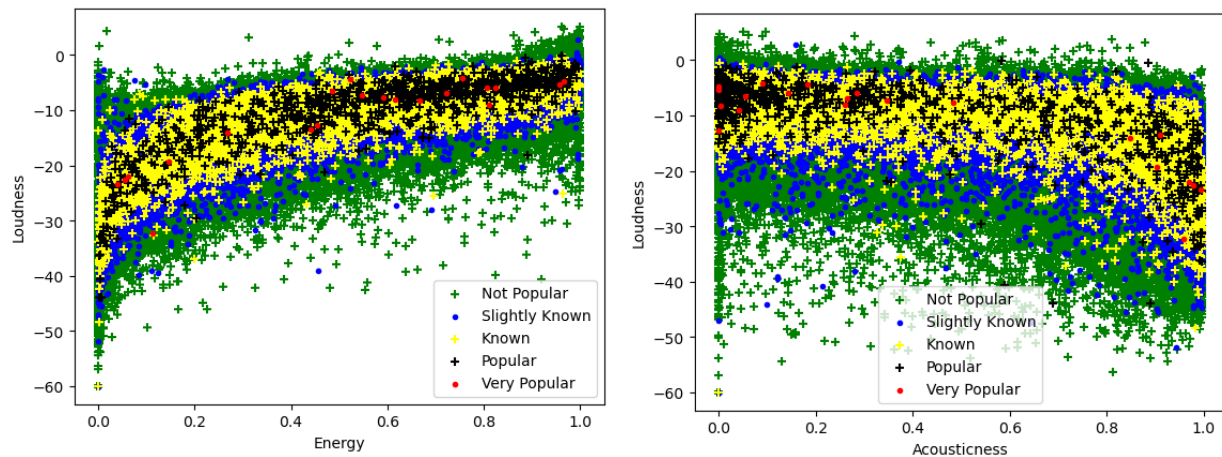 0
−10
−20
−30
−40
−50
−60
Loudness
0.0 0.2 0.4 0.6 0.8 1.0
Energy
Not Popular
Slightly Known
Known
Popular
Very Popular
0
−10
−20
−30
−40
−50
−60
Loudness
0.0 0.2 0.4 0.6 0.8 1.0
Acousticness
Not Popular
Slightly Known
Known
Popular
Very Popular